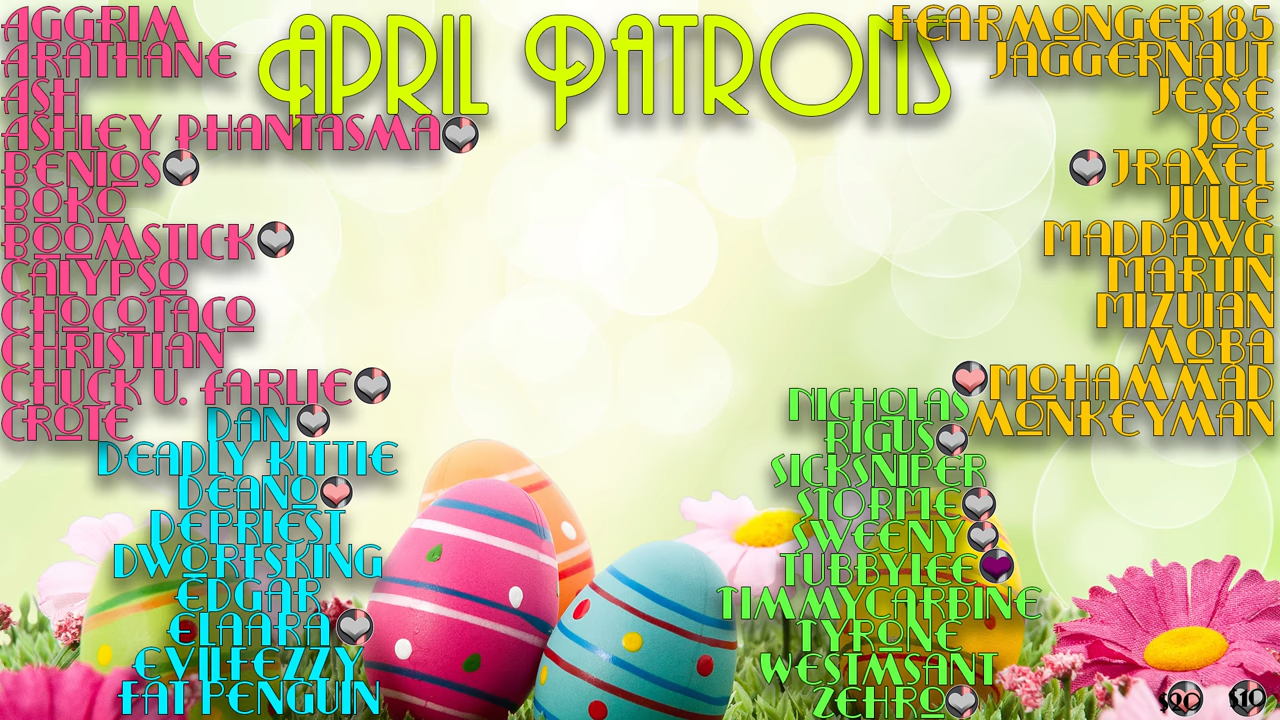 APRIL PATRONS
AGGRIM
ARATHANE
ASH
ASHLEY PHANTASMA
BENIOS
BOKO
BOOMSTICK
CALYPSO
CHOCOTACO
CHRISTIAN
CHUCK U. FARLIE
CROTE
DAN
DEADLY KITTIE
DEANO
DEPRIEST
DWORFSKING
EDGAR
ELAARA
EVILFEZZY
FAT PENGUIN
FEARMONGER185
JAGGERNAUT
JESSE
JOE
JRAXEL
JULIE
MADDAWG
MARTIN
MIZUIAN
MOBA
MOHAMMAD
MONKEYMAN
NICHOLAS
RIGUS
SICKSNIPER
STORME
SWEENY
TUBBYLEE
TIMMYCARBINE
TYRONE
WESTMSANT
ZEHRO
$20 $10